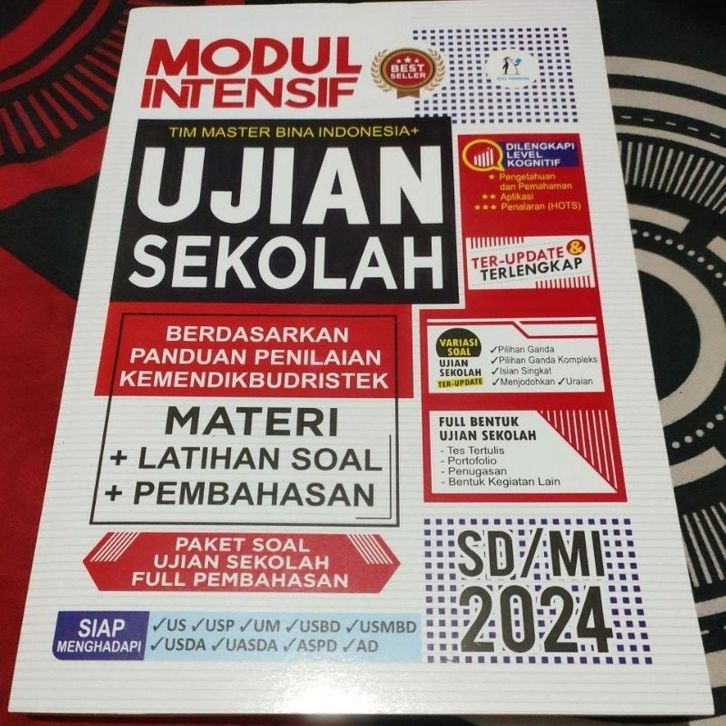 MODUL
INTENSIF
BEST
SELLER
TIM MASTER BINA INDONESIA+
UJIAN
SEKOLAH
DILENGKAPI
LEVEL
KOGNITIF
★ Pengetahuan
dan Pemahaman
★★ Aplikasi
★★★ Penalaran (HOTS)
TER-UPDATE &
TERLENGKAP
BERDASARKAN
PANDUAN PENILAIAN
KEMENDIKBUDRISTEK
VARIASI
SOAL
UJIAN
SEKOLAH
TER-UPDATE
✓Pilihan Ganda
✓Pilihan Ganda Kompleks
✓Isian Singkat
✓Menjodohkan ✓Uraian
MATERI
+ LATIHAN SOAL
+ PEMBAHASAN
FULL BENTUK
UJIAN SEKOLAH
- Tes Tertulis
- Portofolio
- Penugasan
- Bentuk Kegiatan Lain
PAKET SOAL
UJIAN SEKOLAH
FULL PEMBAHASAN
SD/MI
2024
SIAP
MENGHADAPI
✓US ✓USP ✓UM ✓USBD ✓USMBD
✓USDA ✓UASDA ✓ASPD ✓AD